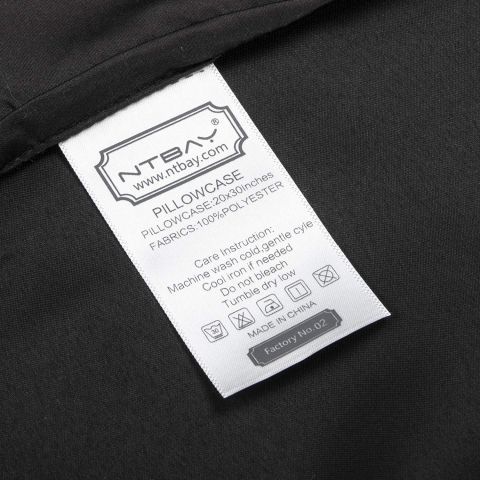 NTBAY
www.ntbay.com
PILLOWCASE
PILLOWCASE:20x30inches
FABRICS:100%POLYESTER
Care Instruction:
Machine wash cold,gentle cyle
Cool iron if needed
Do not bleach
Tumble dry low
30
MADE IN CHINA
Factory No.02